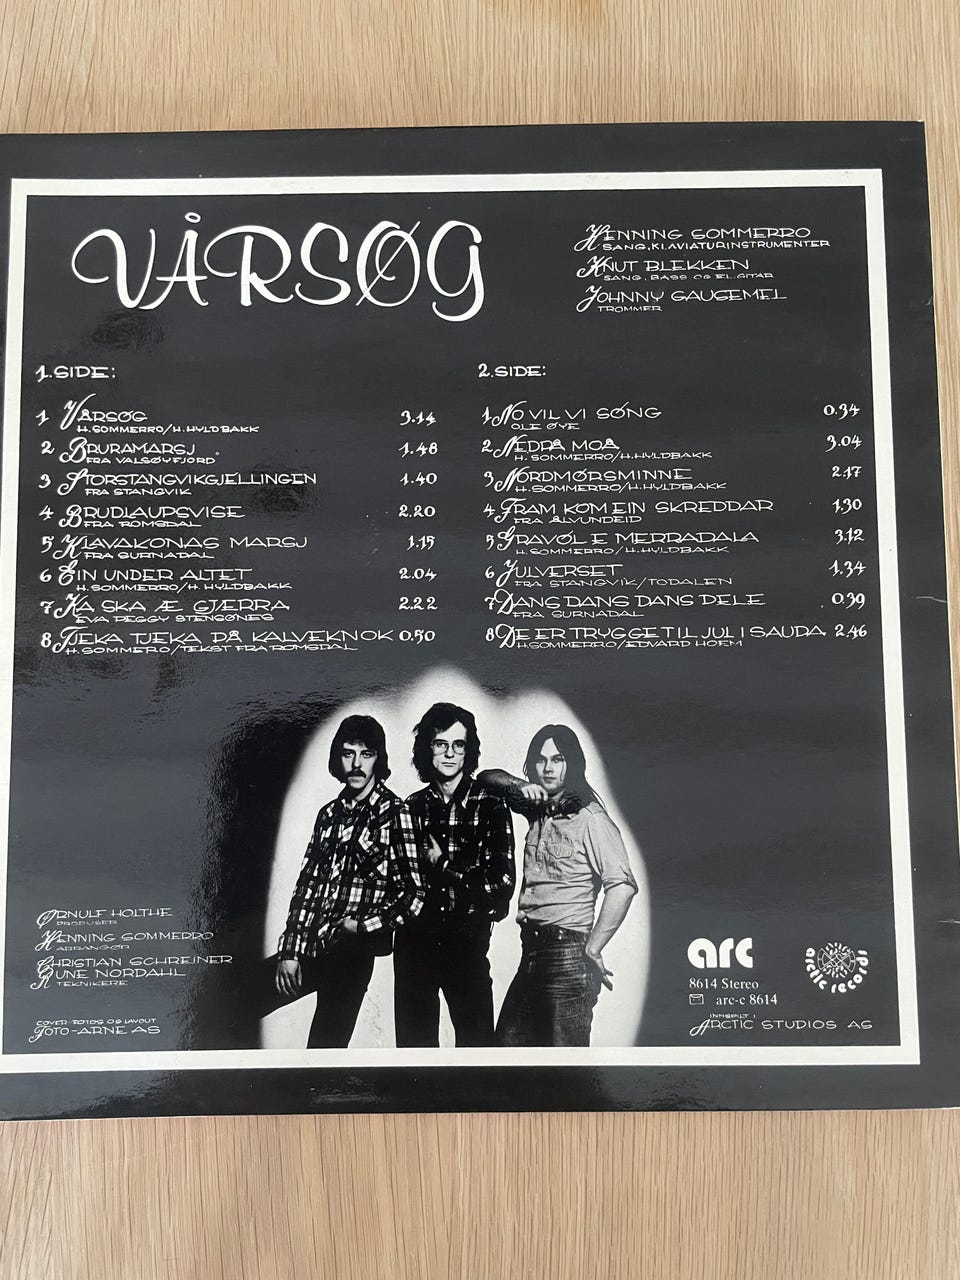 VÅRSØG
HENNING SOMMERRO
SANG, KLAVIATURINSTRUMENTER
KNUT BLEKKEN
SANG, BASS OG EL.GITAR
JOHNNY GAUGEMEL
TROMMER
1. SIDE:
1 VÅRSØG 3.14
H. SOMMERRO/H. HYLDBAKK
2 BRURAMARSJ 1.48
FRA VALSØYFJORD
3 STORSTANGVIKGJELLINGEN 1.40
FRA STANGVIK
4 BRUDLAUPSVISE 2.20
FRA ROMSDAL
5 KLAVAKONAS MARSJ 1.15
FRA SURNADAL
6 EIN UNDER ALTET 2.04
H. SOMMERRO/H. HYLDBAKK
7 KA SKA Æ GJÆRRA 2.22
EVA PEGGY STENSØNES
8 TJEKA TJEKA PÅ KALVEKNOK 0.50
H. SOMMERO/TEKST FRA ROMSDAL
2. SIDE:
1 NO VIL VI SØNG 0.34
OLE ØYE
2 NEDPÅ MOA 3.04
H. SOMMERRO/H. HYLDBAKK
3 NORDMØRSMINNE 2.17
H. SOMMERRO/H. HYLDBAKK
4 FRAM KOM EIN SKREDDAR 1.30
FRA ÅLVUNDEID
5 GRAVØL E MERRADALA 3.12
H. SOMMERRO/H. HYLDBAKK
6 JULVERSET 1.34
FRA STANGVIK/TODALEN
7 DANS DANS DANS DELE 0.39
FRA SURNADAL
8 DE ER TRYGGE TIL JUL I SAUDA 2.46
H. SOMMERRO/EDVARD HOEM
ØRNULF HOLTHE
PRODUSER
HENNING SOMMERRO
ARRANGØR
CHRISTIAN SCHREINER
RUNE NORDAHL
TEKNIKERE
COVER FOTOS OG LAYOUT
FOTO-ARNE AS
arc
8614 Stereo
arc-c 8614
arctic records
INNSPILT I
ARCTIC STUDIOS AS